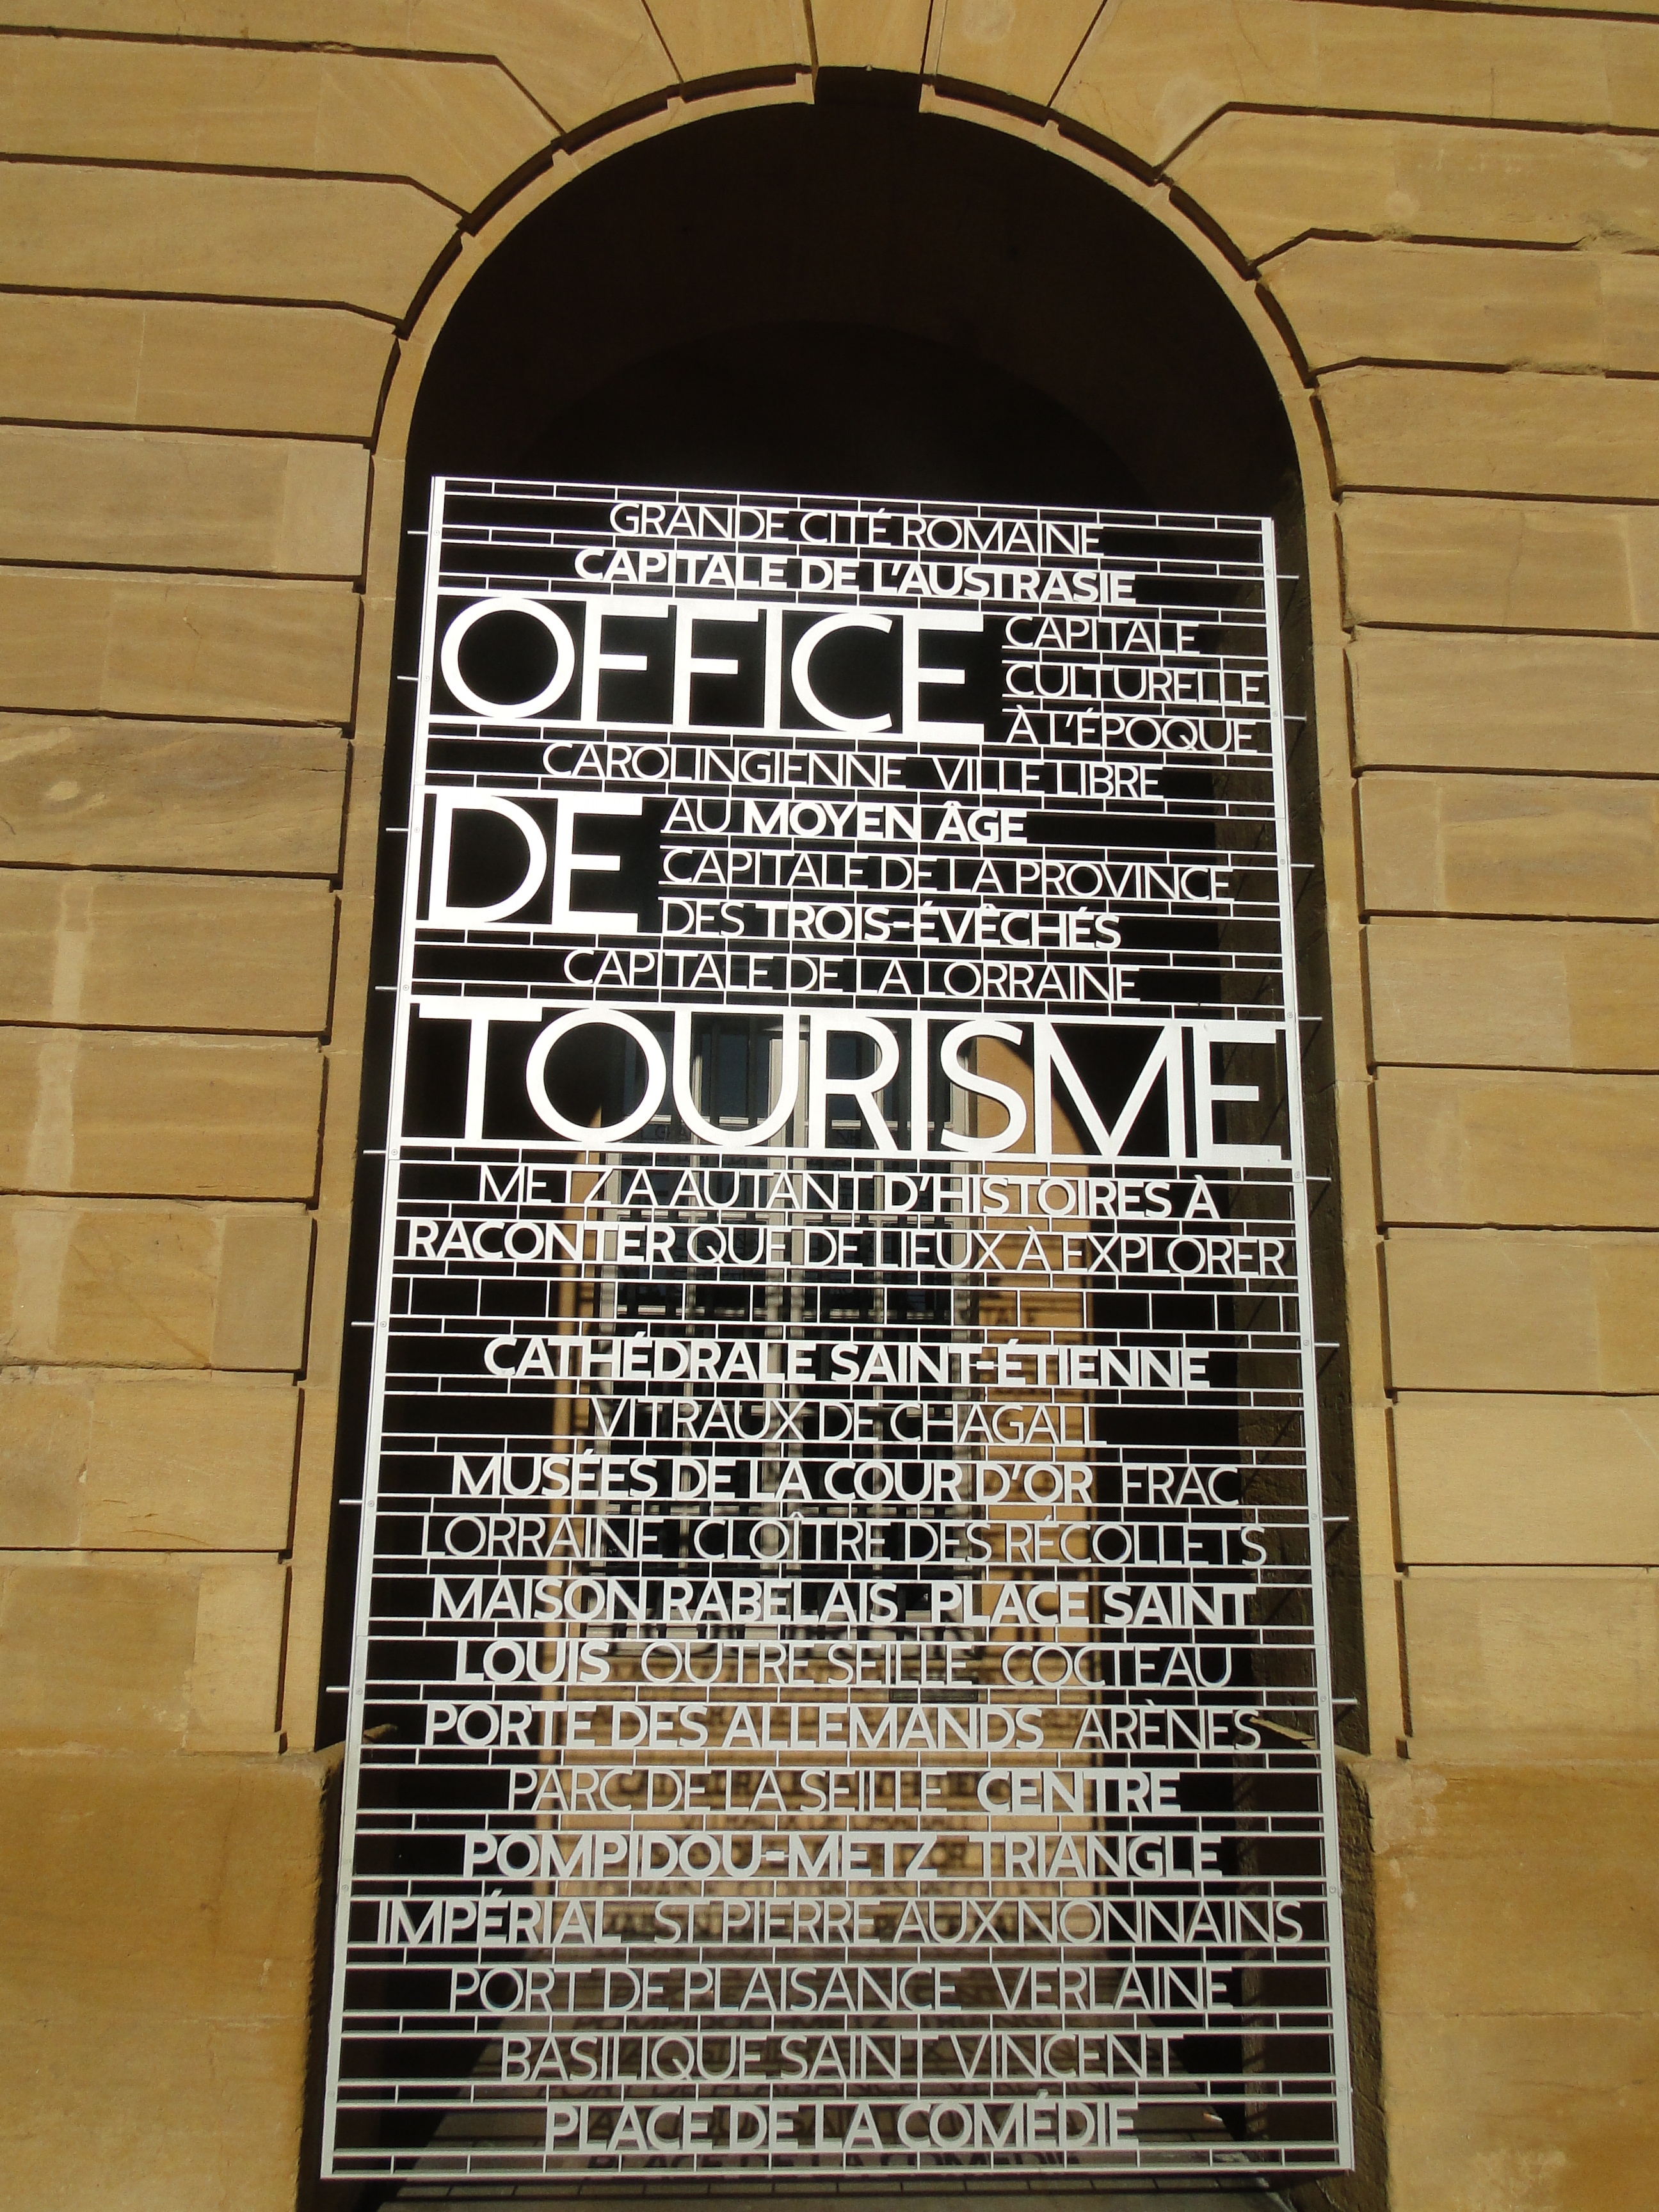 GRANDE CITÉ ROMAINE
CAPITALE DE L'AUSTRASIE
OFFICE
CAPITALE
CULTURELLE
À L'ÉPOQUE
CAROLINGIENNE VILLE LIBRE
DE
AU MOYEN ÂGE
CAPITALE DE LA PROVINCE
DES TROIS-ÉVÊCHÉS
CAPITALE DE LA LORRAINE
TOURISME
METZ A AUTANT D'HISTOIRES À
RACONTER QUE DE LIEUX À EXPLORER
CATHÉDRALE SAINT-ÉTIENNE
VITRAUX DE CHAGALL
MUSÉES DE LA COUR D'OR FRAC
LORRAINE CLOÎTRE DES RÉCOLLETS
MAISON RABELAIS PLACE SAINT
LOUIS OUTRE SEILLE COCTEAU
PORTE DES ALLEMANDS ARÈNES
PARC DE LA SEILLE CENTRE
POMPIDOU-METZ TRIANGLE
IMPÉRIAL ST PIERRE AUX NONNAINS
PORT DE PLAISANCE VERLAINE
BASILIQUE SAINT VINCENT
PLACE DE LA COMÉDIE